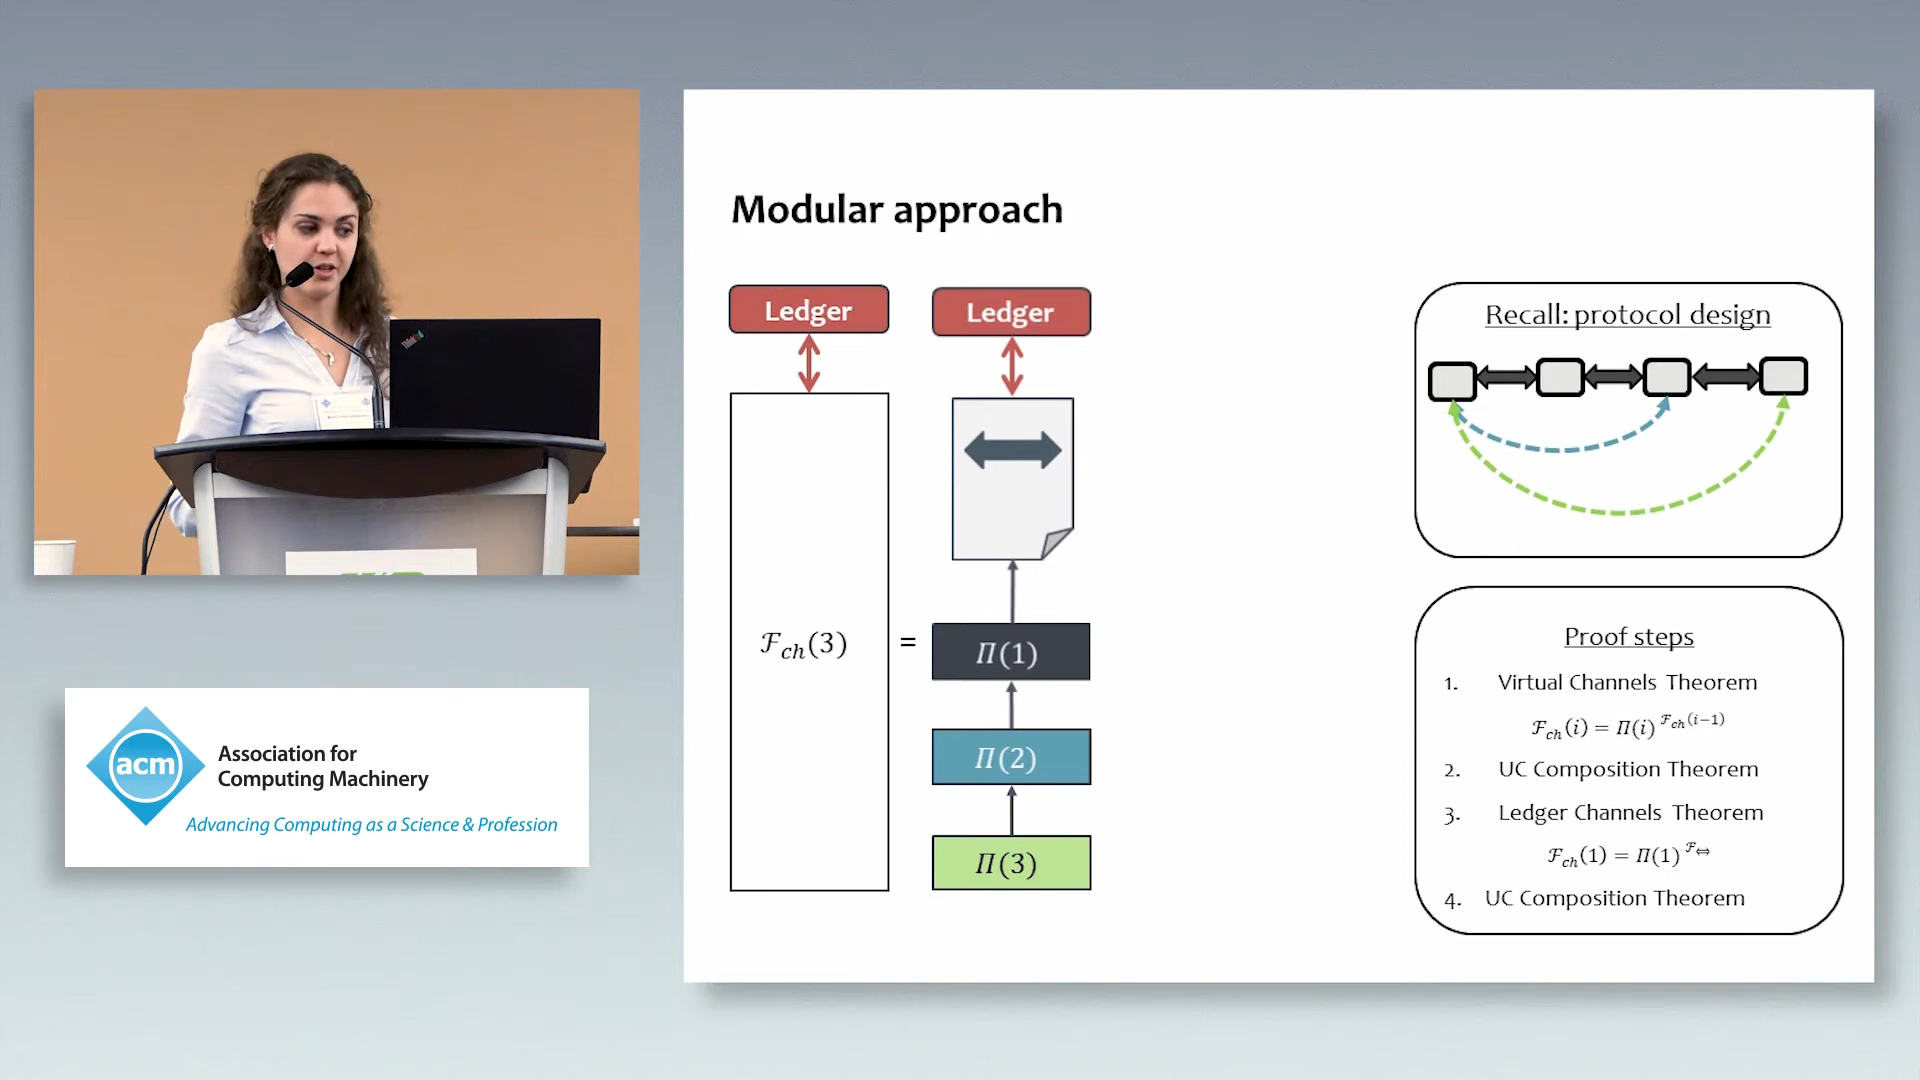 Modular approach
Ledger
Ledger
ℱ_ch(3)
=
Π(1)
Π(2)
Π(3)
Recall: protocol design
Proof steps
1. Virtual Channels Theorem
ℱ_ch(i) = Π(i)^ℱ_ch(i−1)
2. UC Composition Theorem
3. Ledger Channels Theorem
ℱ_ch(1) = Π(1)^ℱ_⇔
4. UC Composition Theorem
ThinkPad
acm
Association for
Computing Machinery
Advancing Computing as a Science & Profession